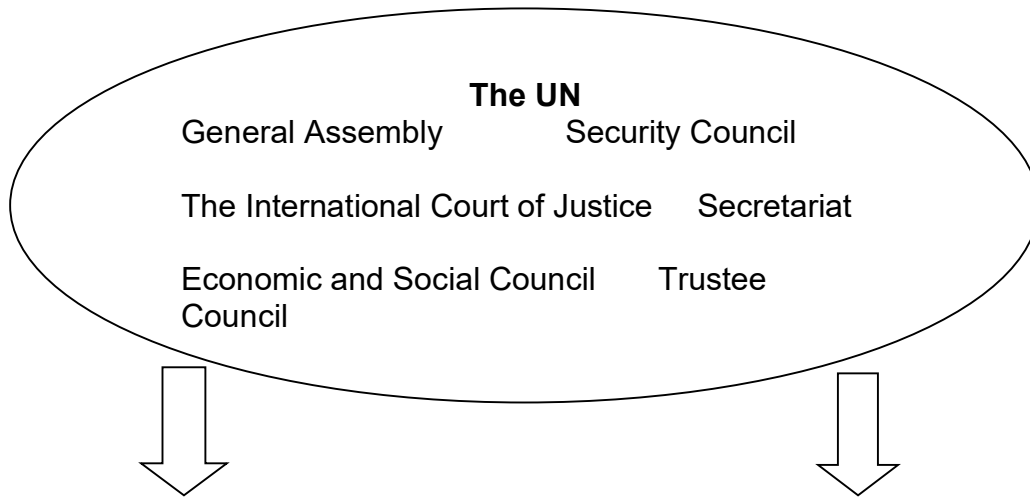 The UN
General Assembly Security Council
The International Court of Justice Secretariat
Economic and Social Council Trustee
Council